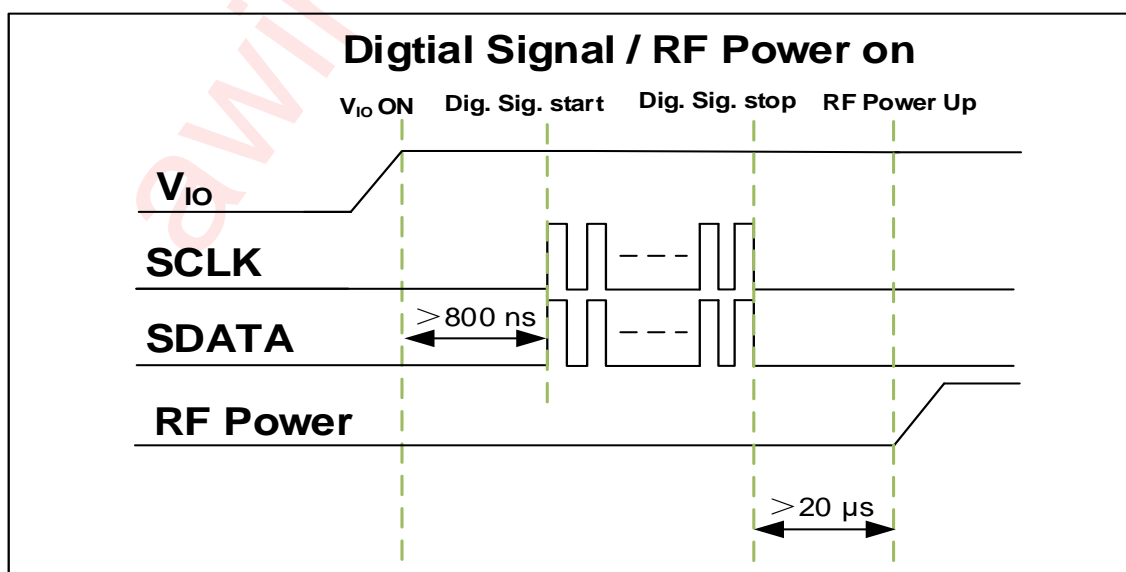 Digtial Signal / RF Power on
VIO ON Dig. Sig. start Dig. Sig. stop RF Power Up
VIO
SCLK
>800 ns
SDATA
RF Power
>20 µs